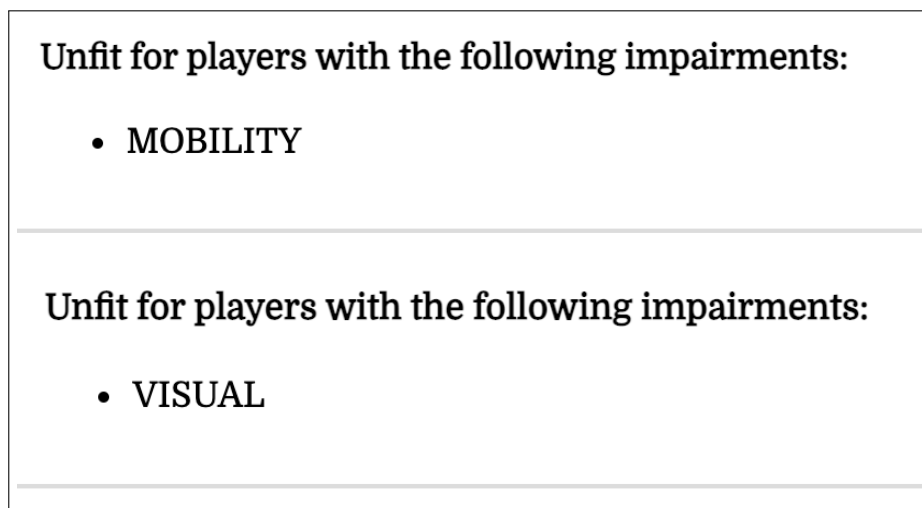 Unfit for players with the following impairments:
• MOBILITY
Unfit for players with the following impairments:
• VISUAL